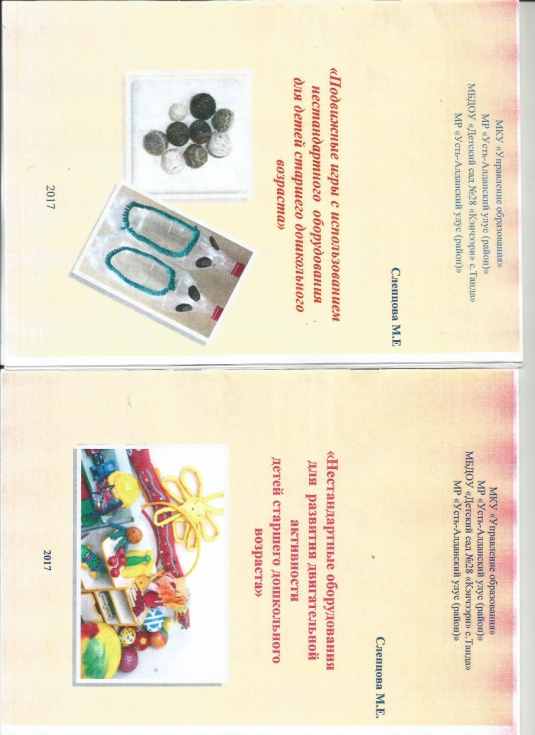 МКУ «Управление образования»
МР «Усть-Алданский улус (район)»
МБДОУ «Детский сад №28 «Кэнчээри» с.Танда»
МР «Усть-Алданский улус (район)»
Слепцова М.Е
«Подвижные игры с использованием
нестандартного оборудования
для детей старшего дошкольного
возраста»
2017
МКУ «Управление образования»
МР «Усть-Алданский улус (район)»
МБДОУ «Детский сад №28 «Кэнчээри» с.Танда»
МР «Усть-Алданский улус (район)»
Слепцова М.Е.
«Нестандартные оборудования
для развития двигательной
активности
детей старшего дошкольного
возраста»
2017